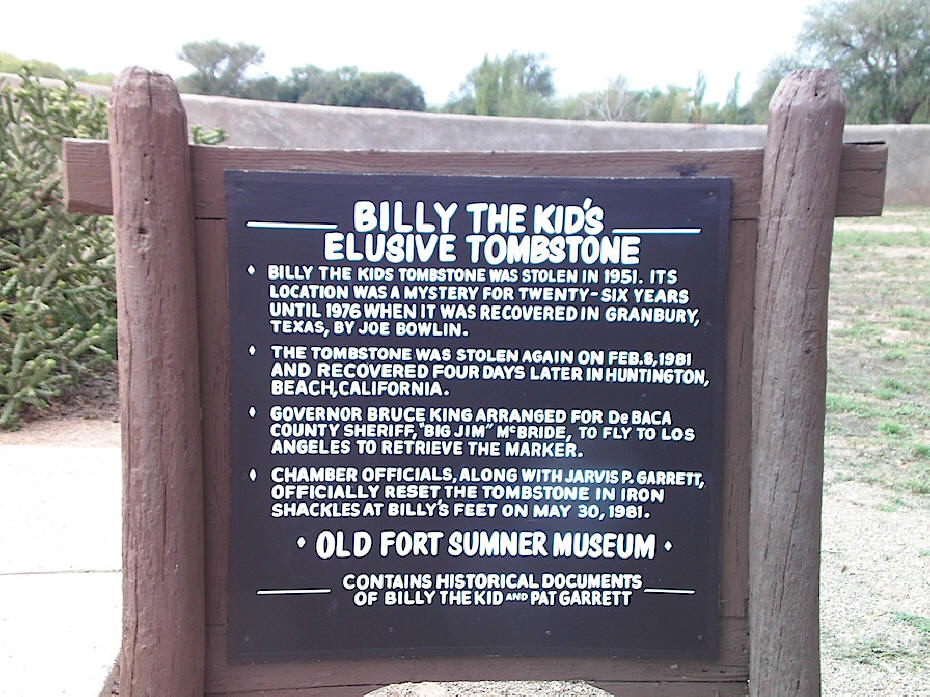 BILLY THE KID'S
ELUSIVE TOMBSTONE
BILLY THE KIDS TOMBSTONE WAS STOLEN IN 1951. ITS
LOCATION WAS A MYSTERY FOR TWENTY-SIX YEARS
UNTIL 1976 WHEN IT WAS RECOVERED IN GRANBURY,
TEXAS, BY JOE BOWLIN.
THE TOMBSTONE WAS STOLEN AGAIN ON FEB.8,1981
AND RECOVERED FOUR DAYS LATER IN HUNTINGTON,
BEACH, CALIFORNIA.
GOVERNOR BRUCE KING ARRANGED FOR De BACA
COUNTY SHERIFF, "BIG JIM" McBRIDE, TO FLY TO LOS
ANGELES TO RETRIEVE THE MARKER.
CHAMBER OFFICIALS, ALONG WITH JARVIS P. GARRETT,
OFFICIALLY RESET THE TOMBSTONE IN IRON
SHACKLES AT BILLY'S FEET ON MAY 30, 1981.
OLD FORT SUMNER MUSEUM
CONTAINS HISTORICAL DOCUMENTS
OF BILLY THE KID AND PAT GARRETT